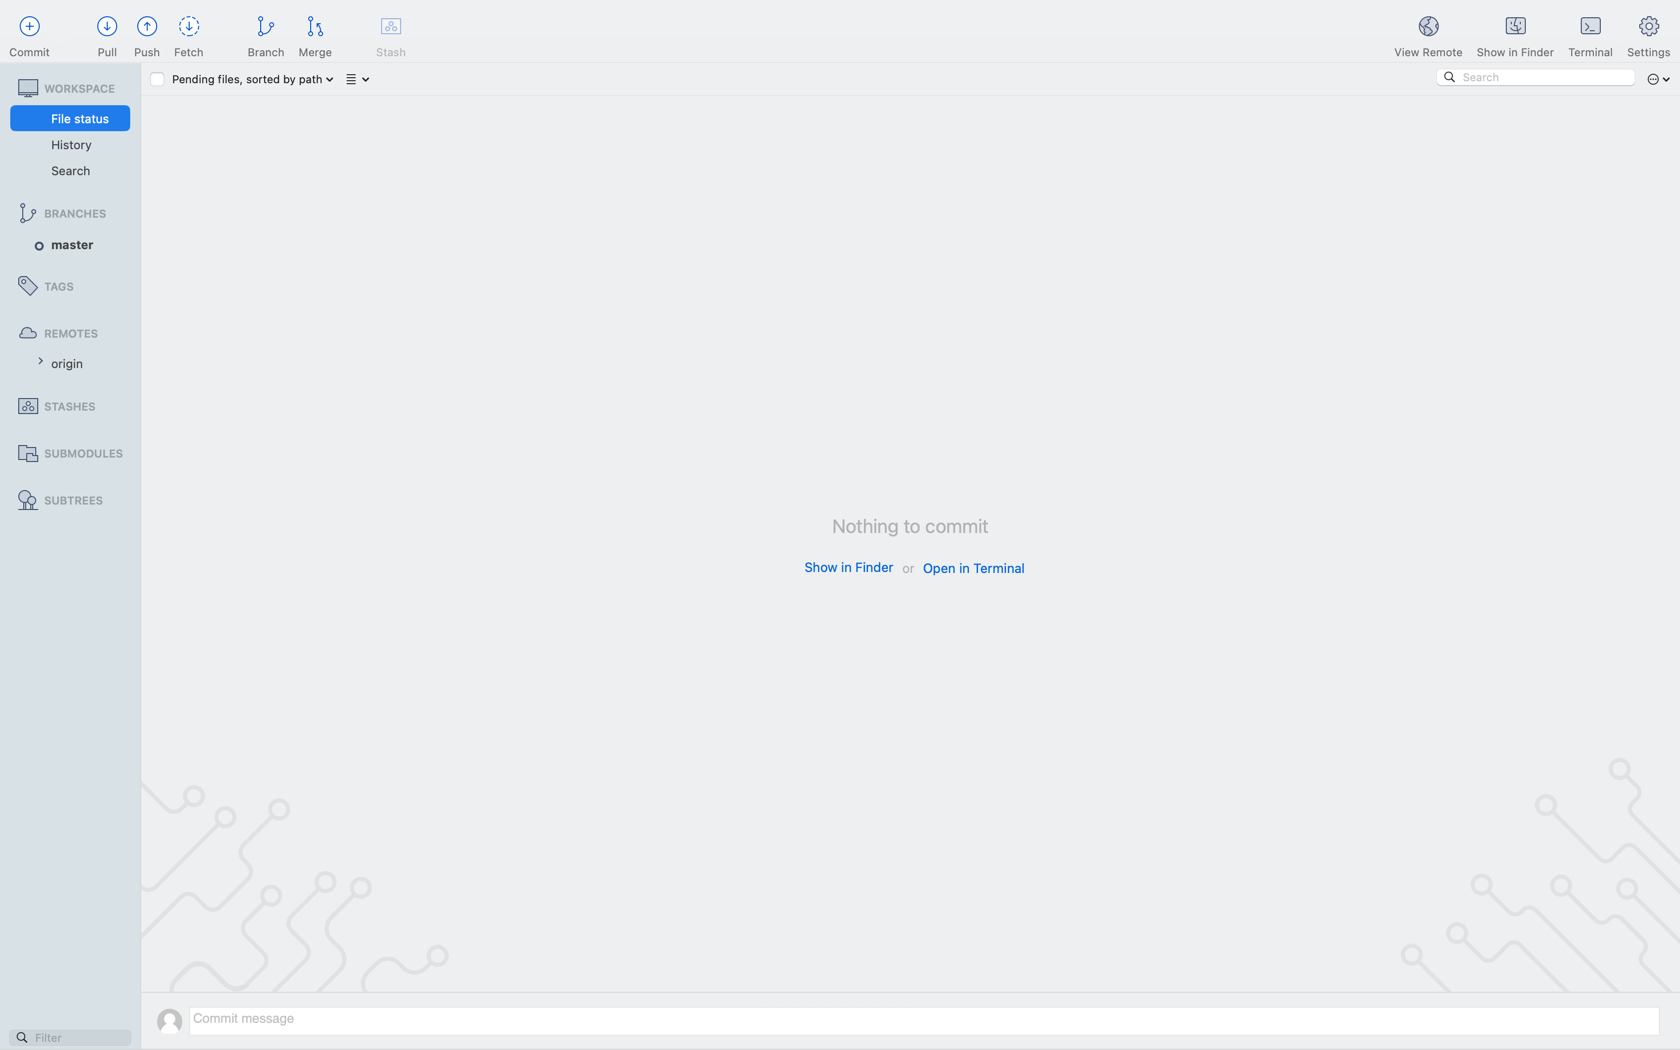 Commit
Pull
Push
Fetch
Branch
Merge
Stash
View Remote
Show in Finder
Terminal
Settings
WORKSPACE
File status
History
Search
BRANCHES
master
TAGS
REMOTES
origin
STASHES
SUBMODULES
SUBTREES
Filter
Pending files, sorted by path
Search
Nothing to commit
Show in Finder or Open in Terminal
Commit message